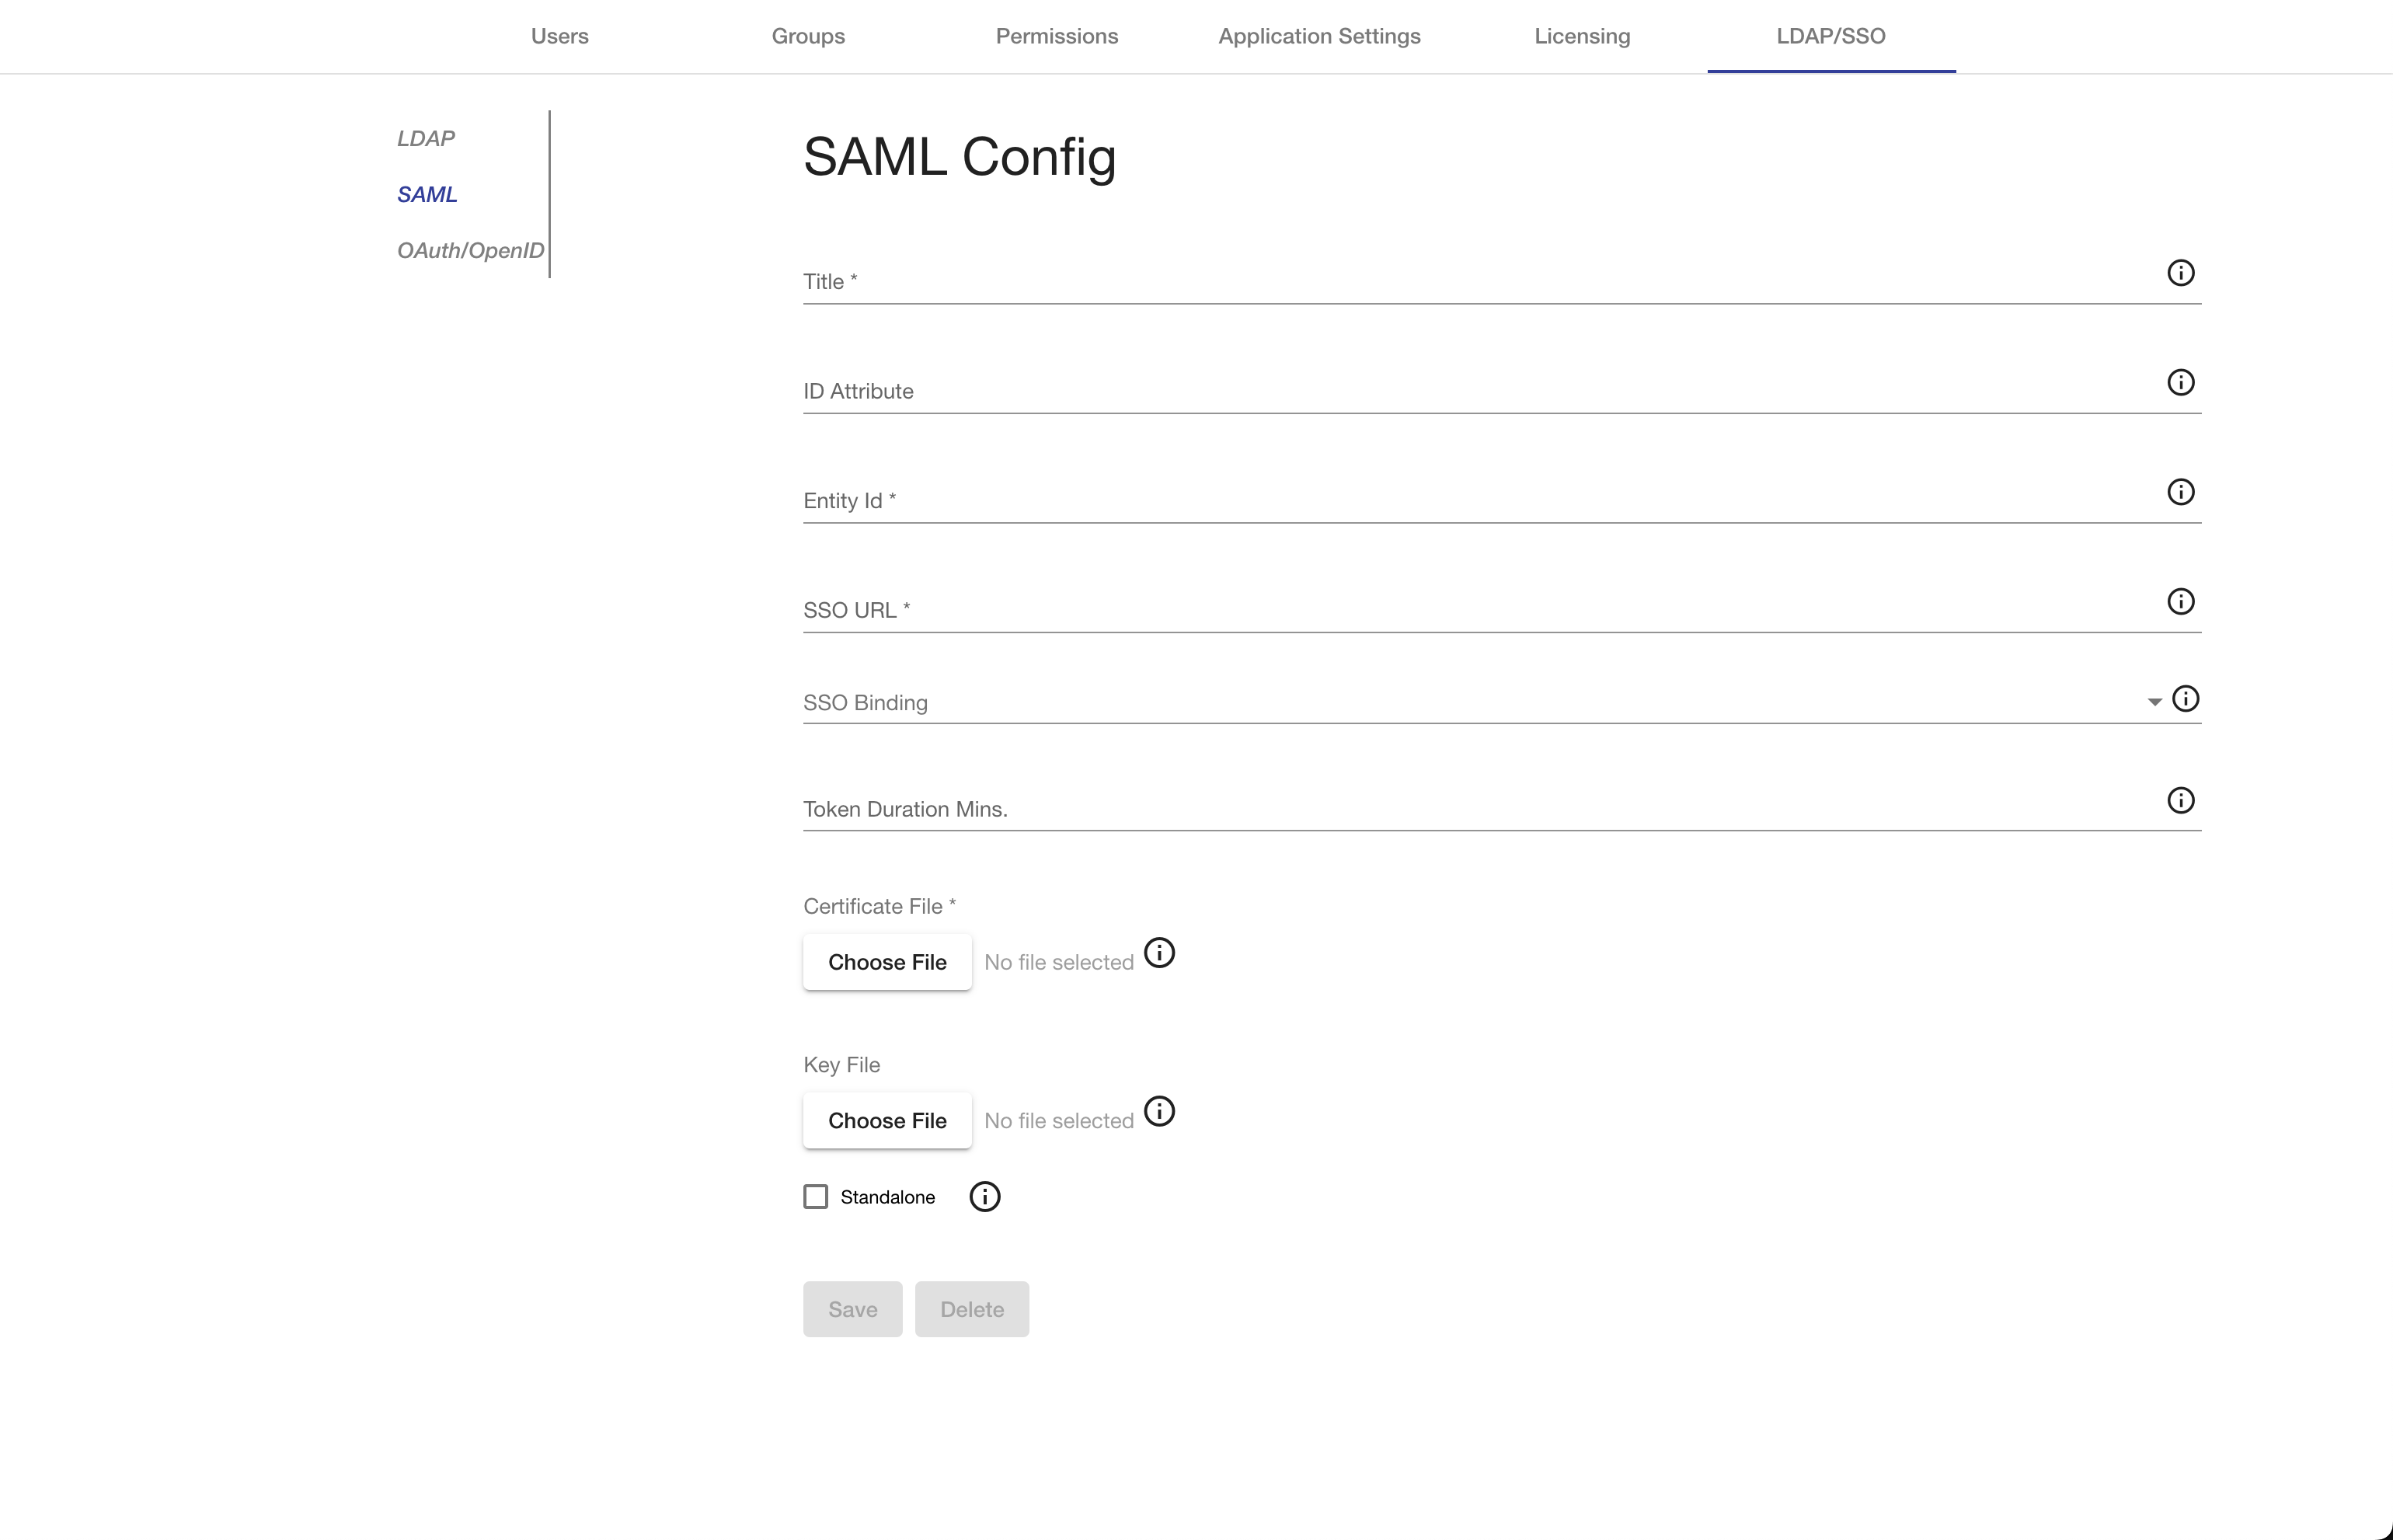 Users Groups Permissions Application Settings Licensing LDAP/SSO
LDAP
SAML
OAuth/OpenID
SAML Config
Title *
ID Attribute
Entity Id *
SSO URL *
SSO Binding
Token Duration Mins.
Certificate File *
Choose File No file selected
Key File
Choose File No file selected
Standalone
Save Delete